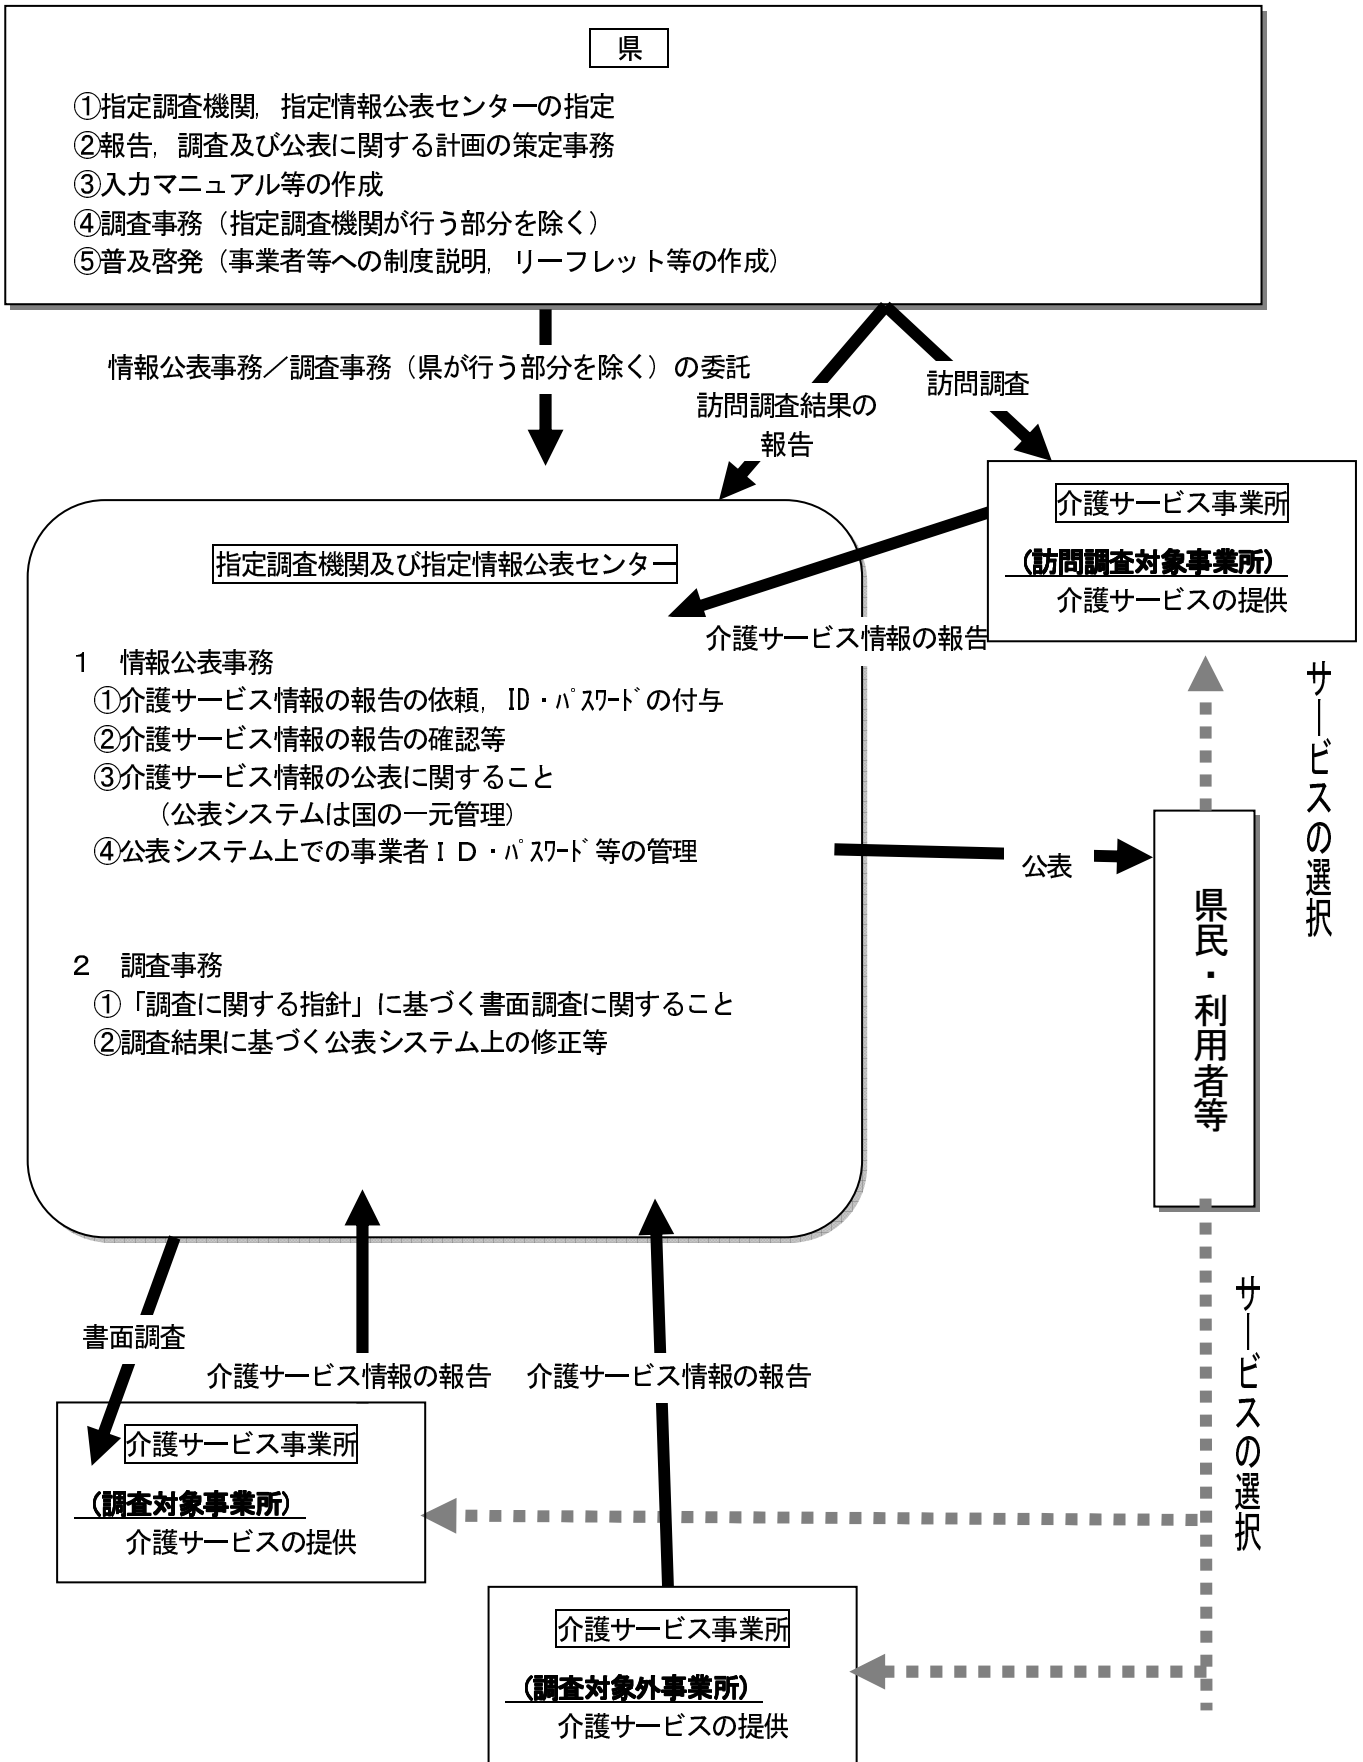 県
①指定調査機関，指定情報公表センターの指定
②報告，調査及び公表に関する計画の策定事務
③入力マニュアル等の作成
④調査事務（指定調査機関が行う部分を除く）
⑤普及啓発（事業者等への制度説明，リーフレット等の作成）
情報公表事務／調査事務（県が行う部分を除く）の委託
訪問調査結果の
報告
訪問調査
介護サービス事業所
（訪問調査対象事業所）
介護サービスの提供
指定調査機関及び指定情報公表センター
介護サービス情報の報告
１　情報公表事務
①介護サービス情報の報告の依頼，ID・ﾊﾟｽﾜｰﾄﾞの付与
②介護サービス情報の報告の確認等
③介護サービス情報の公表に関すること
（公表システムは国の一元管理）
④公表システム上での事業者ＩＤ・ﾊﾟｽﾜｰﾄﾞ等の管理
２　調査事務
①「調査に関する指針」に基づく書面調査に関すること
②調査結果に基づく公表システム上の修正等
公表
県民・利用者等
サービスの選択
サービスの選択
書面調査
介護サービス情報の報告
介護サービス情報の報告
介護サービス事業所
（調査対象事業所）
介護サービスの提供
介護サービス事業所
（調査対象外事業所）
介護サービスの提供